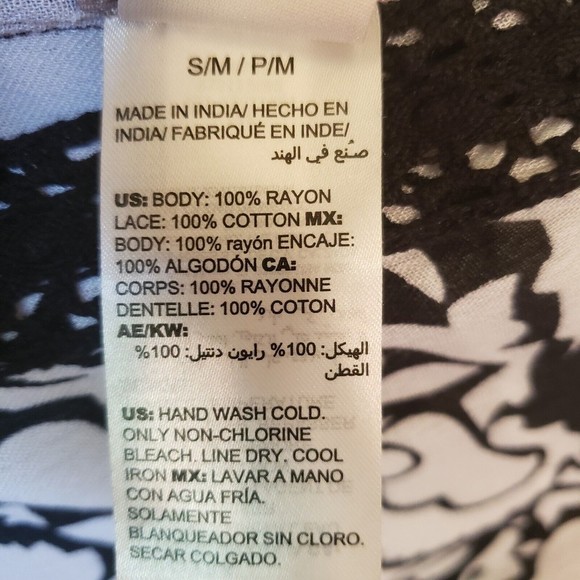 S/M / P/M
MADE IN INDIA/ HECHO EN
INDIA/ FABRIQUÉ EN INDE/
صنع في الهند
US: BODY: 100% RAYON
LACE: 100% COTTON MX:
BODY: 100% rayón ENCAJE:
100% ALGODÓN CA:
CORPS: 100% RAYONNE
DENTELLE: 100% COTON
AE/KW:
الهيكل: 100% رايون دنتيل: 100%
القطن
US: HAND WASH COLD.
ONLY NON-CHLORINE
BLEACH. LINE DRY. COOL
IRON MX: LAVAR A MANO
CON AGUA FRÍA.
SOLAMENTE
BLANQUEADOR SIN CLORO.
SECAR COLGADO.